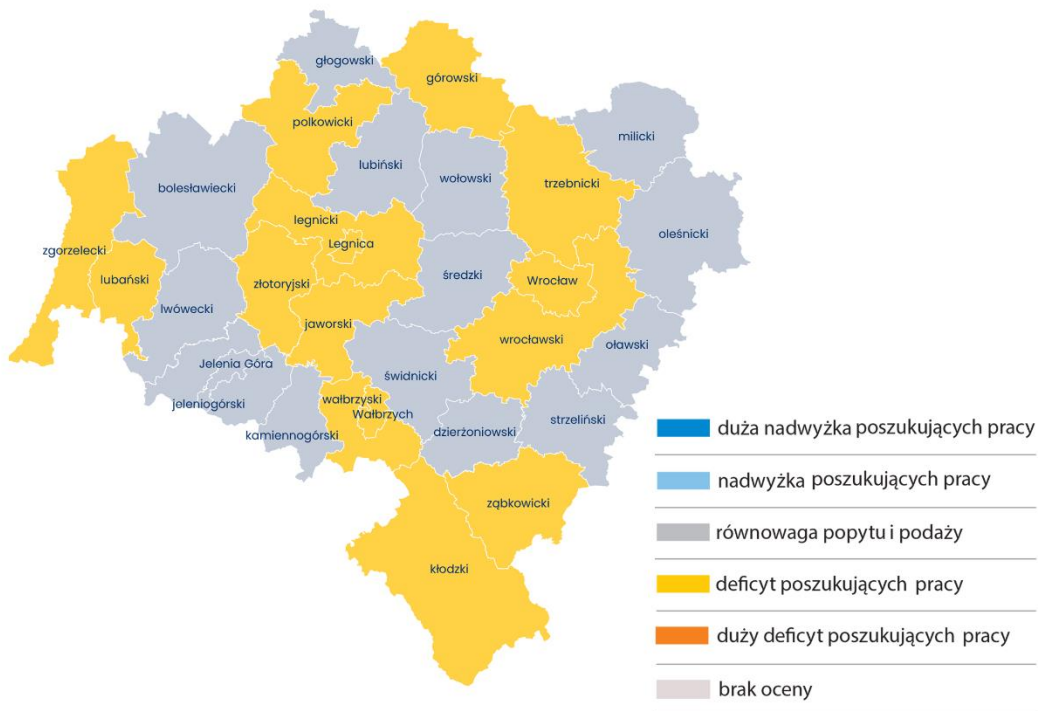 głogowski
górowski
polkowicki
milicki
lubiński
wołowski
trzebnicki
bolesławiecki
legnicki
oleśnicki
Legnica
zgorzelecki
lubański
złotoryjski
średzki
Wrocław
lwówecki
jaworski
wrocławski
oławski
Jelenia Góra
świdnicki
jeleniogórski
wałbrzyski
Wałbrzych
kamiennogórski
dzierżoniowski
strzeliński
ząbkowicki
kłodzki
duża nadwyżka poszukujących pracy
nadwyżka poszukujących pracy
równowaga popytu i podaży
deficyt poszukujących pracy
duży deficyt poszukujących pracy
brak oceny